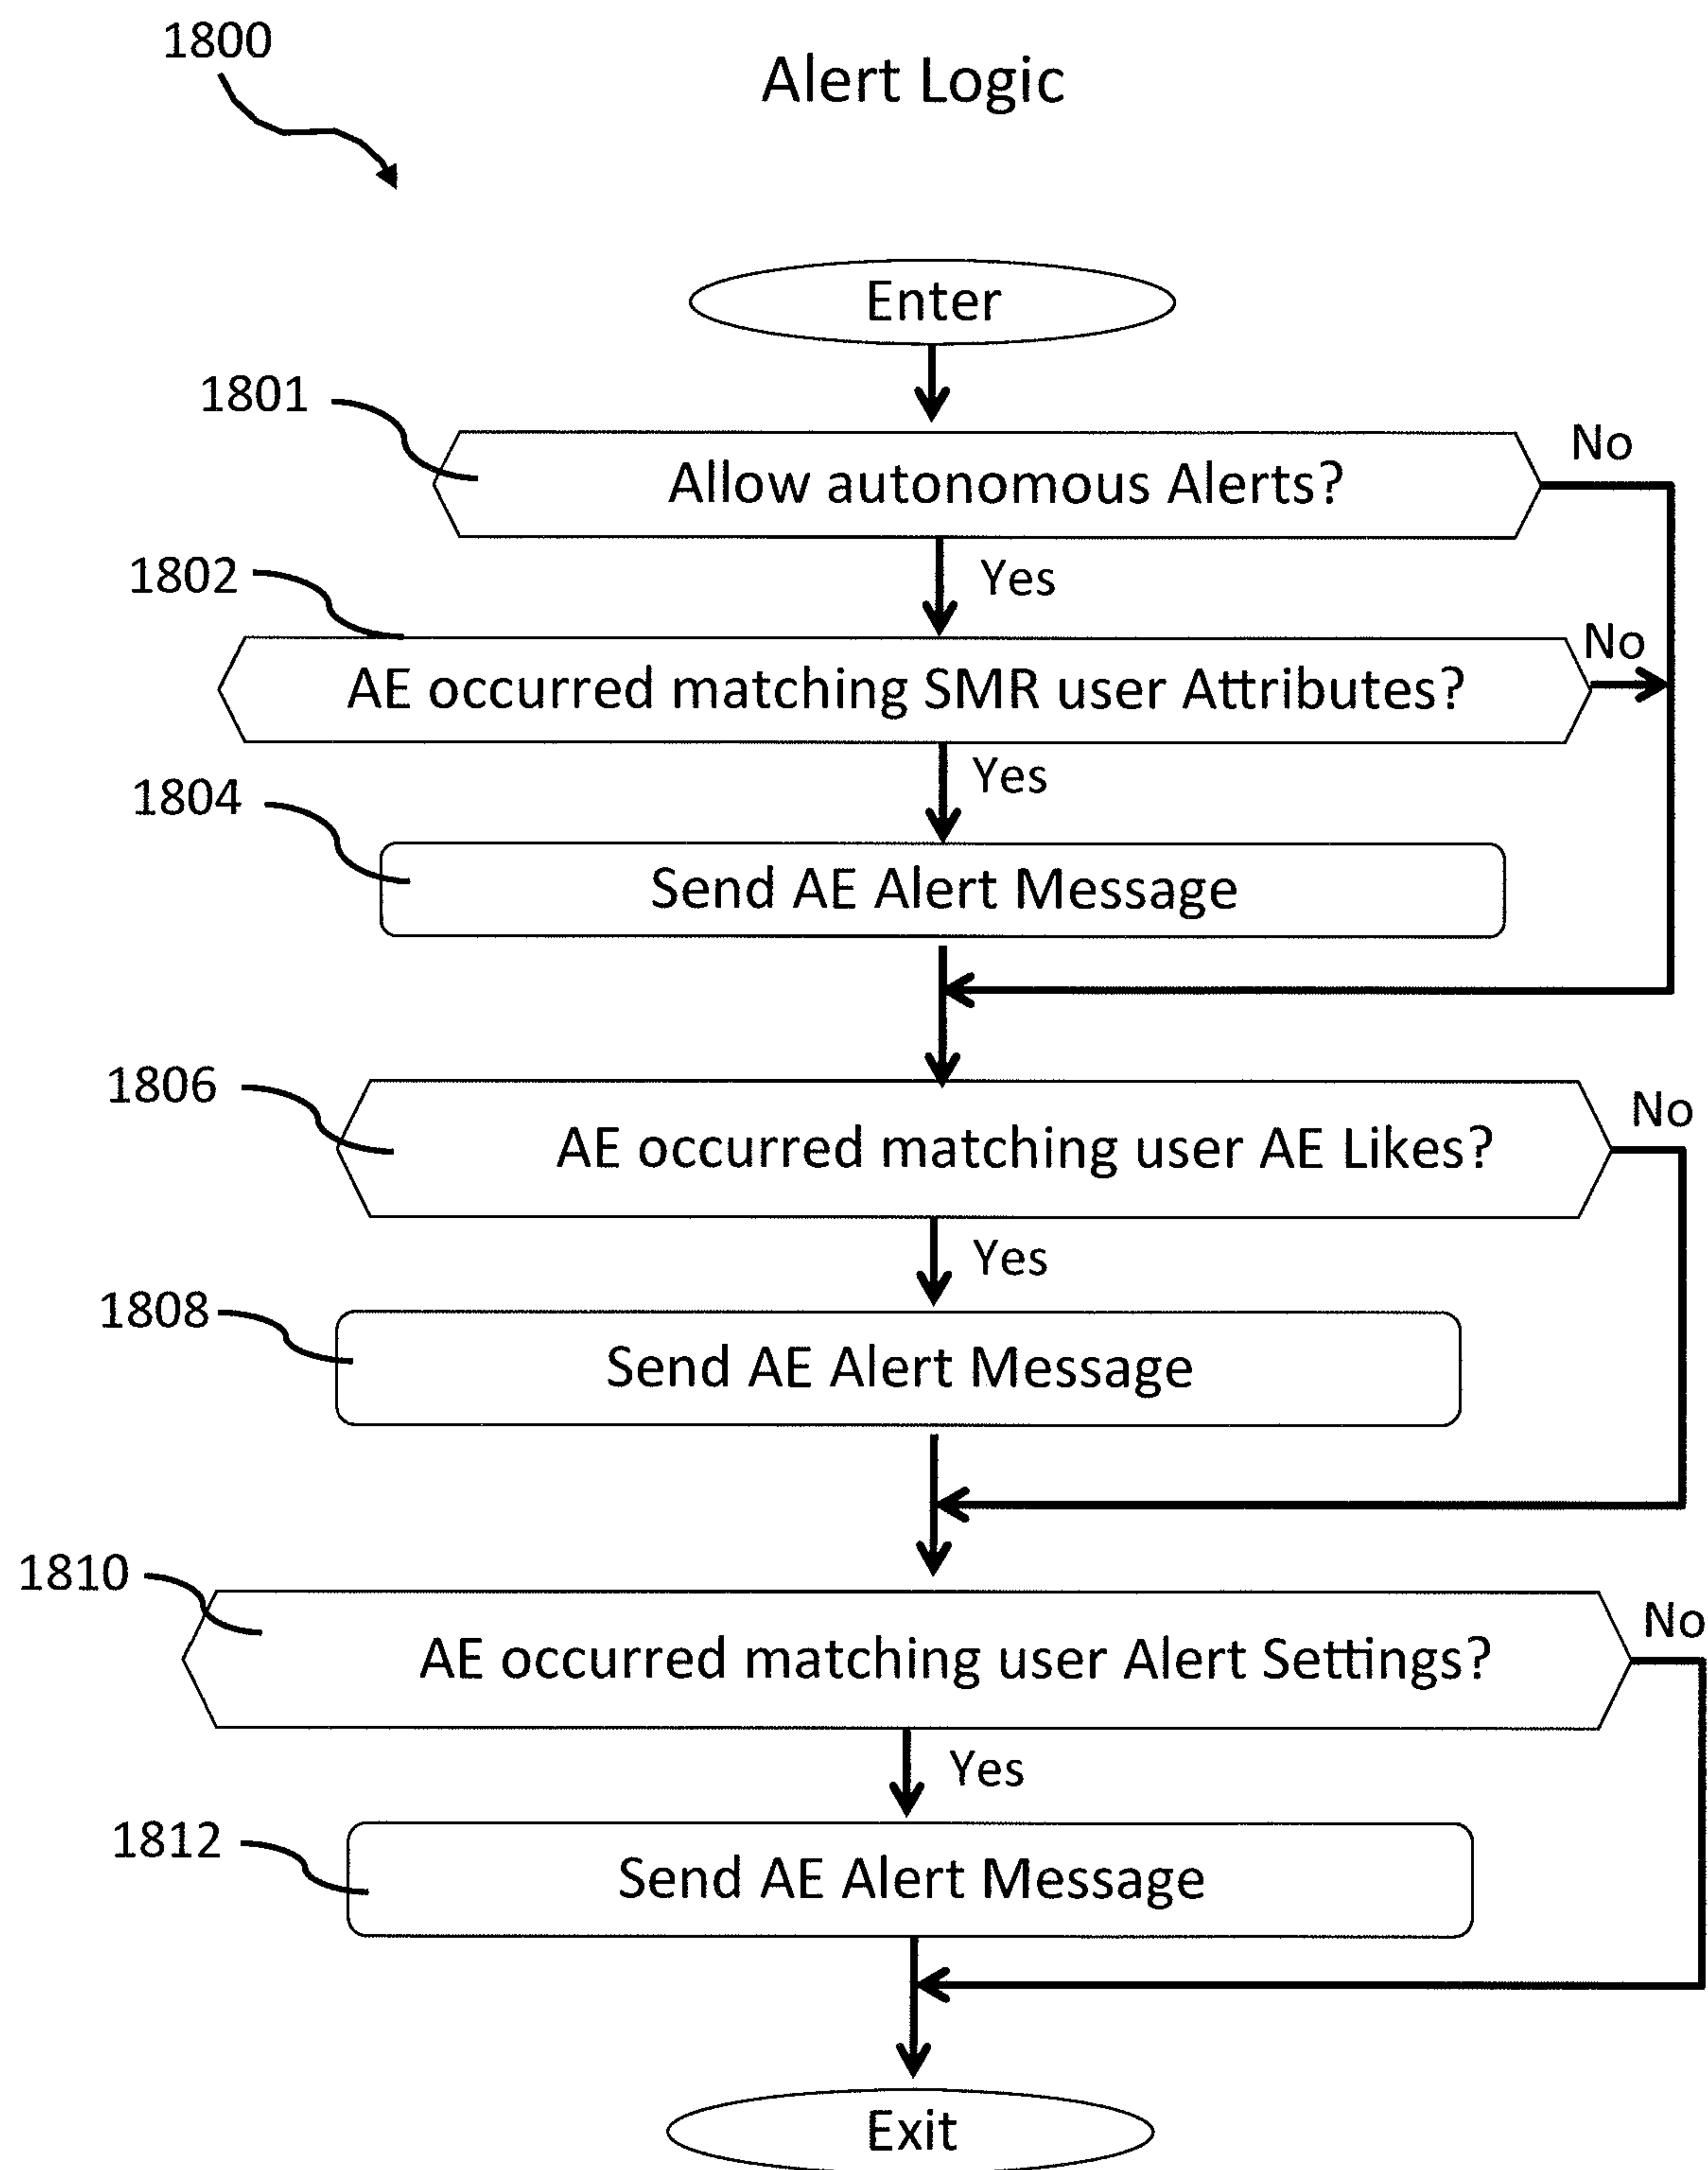 1800
Alert Logic
Enter
1801
Allow autonomous Alerts?
No
Yes
1802
AE occurred matching SMR user Attributes?
No
Yes
1804
Send AE Alert Message
1806
AE occurred matching user AE Likes?
No
Yes
1808
Send AE Alert Message
1810
AE occurred matching user Alert Settings?
No
Yes
1812
Send AE Alert Message
Exit